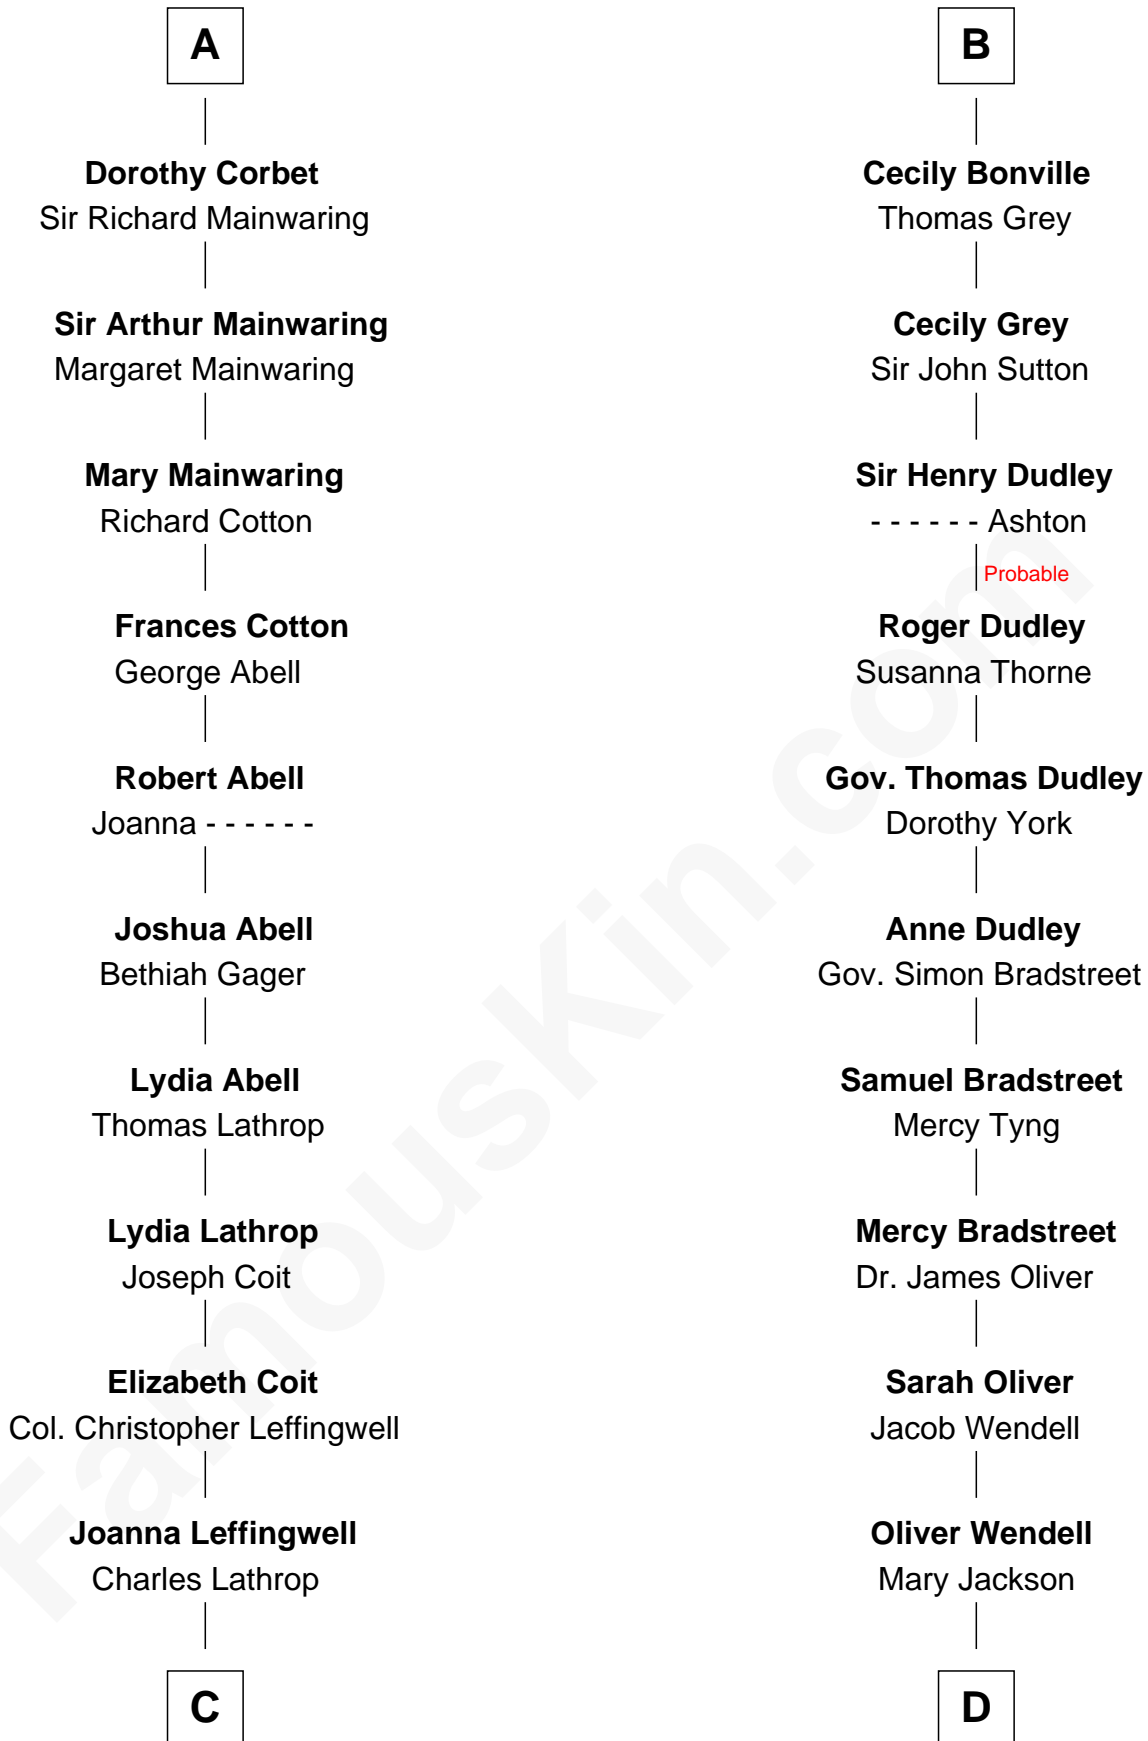 A
Dorothy Corbet
Sir Richard Mainwaring
Sir Arthur Mainwaring
Margaret Mainwaring
Mary Mainwaring
Richard Cotton
Frances Cotton
George Abell
Robert Abell
Joanna - - - - - -
Joshua Abell
Bethiah Gager
Lydia Abell
Thomas Lathrop
Lydia Lathrop
Joseph Coit
Elizabeth Coit
Col. Christopher Leffingwell
Joanna Leffingwell
Charles Lathrop
C
B
Cecily Bonville
Thomas Grey
Cecily Grey
Sir John Sutton
Sir Henry Dudley
- - - - - - Ashton
Probable
Roger Dudley
Susanna Thorne
Gov. Thomas Dudley
Dorothy York
Anne Dudley
Gov. Simon Bradstreet
Samuel Bradstreet
Mercy Tyng
Mercy Bradstreet
Dr. James Oliver
Sarah Oliver
Jacob Wendell
Oliver Wendell
Mary Jackson
D
FamousKin.com